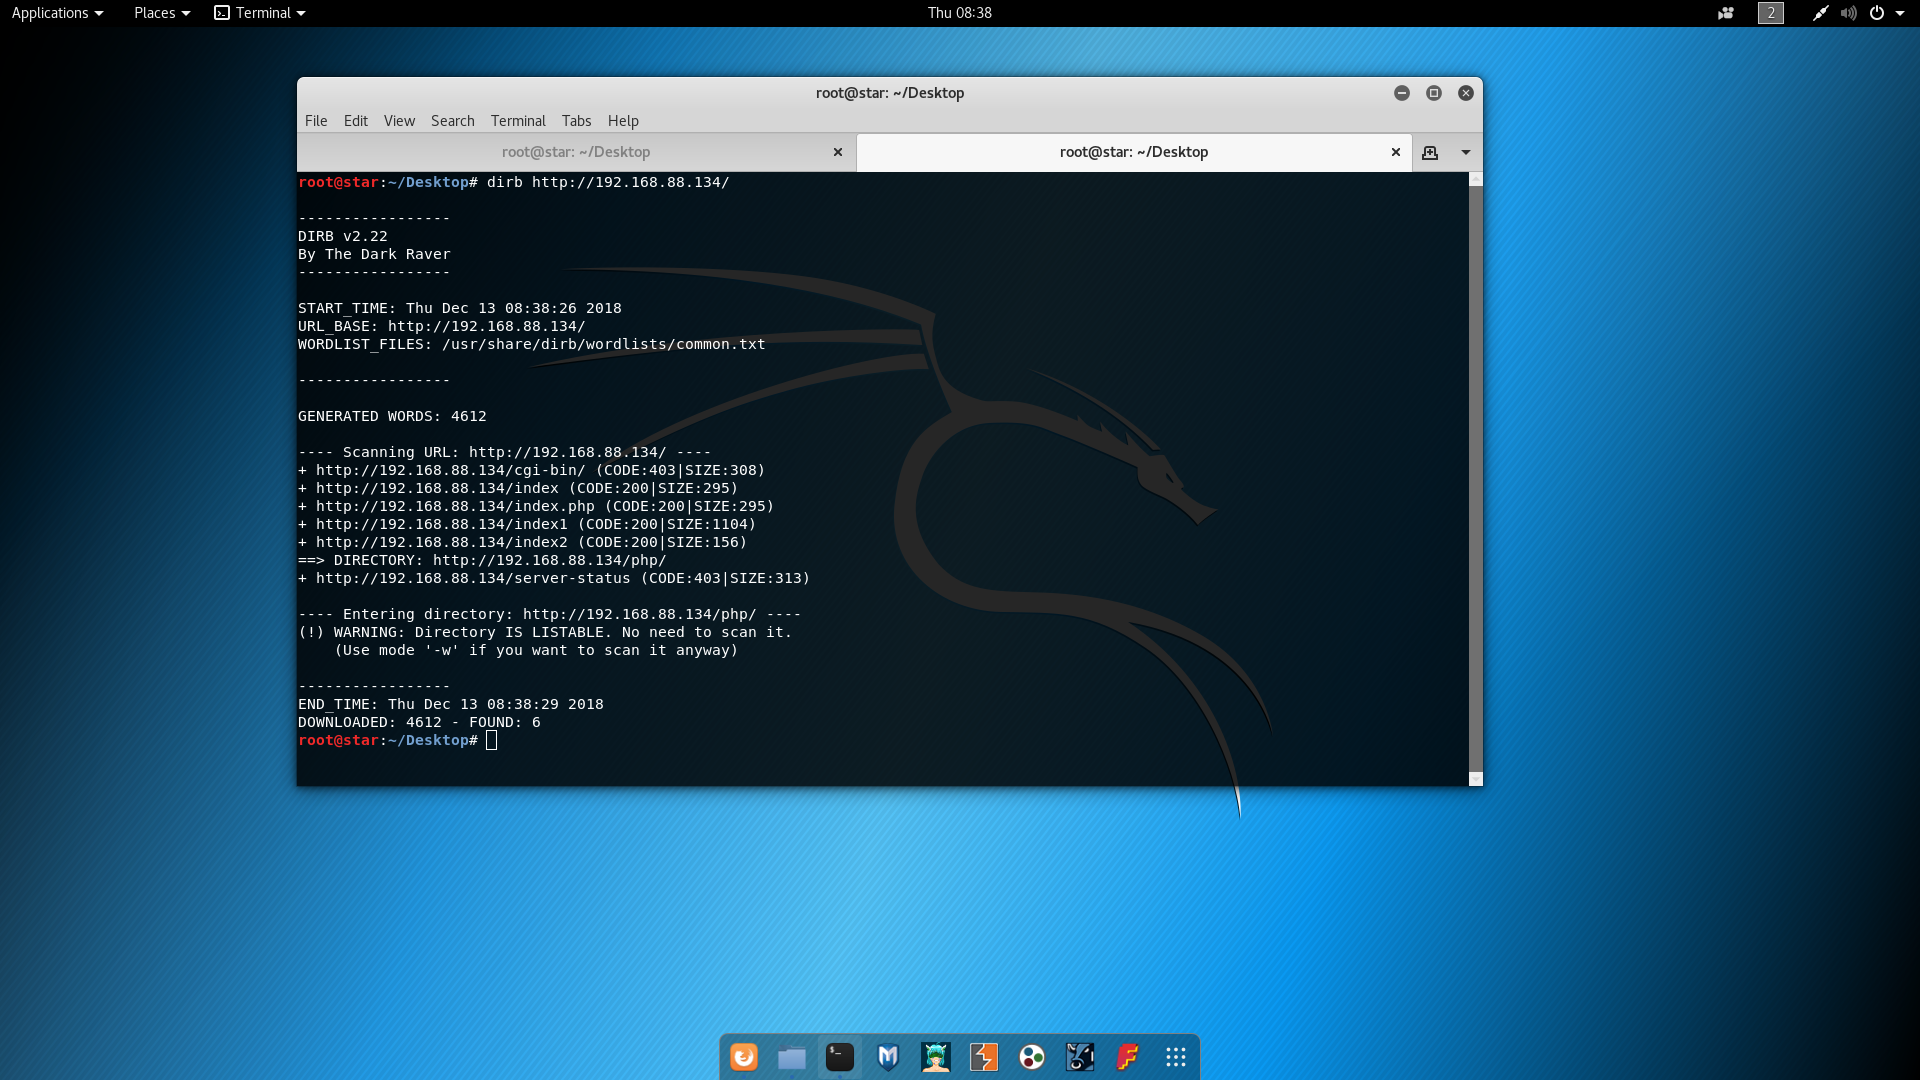 Applications Places Terminal Thu 08:38 2
root@star: ~/Desktop
File Edit View Search Terminal Tabs Help
root@star: ~/Desktop root@star: ~/Desktop
root@star:~/Desktop# dirb http://192.168.88.134/
-----------------
DIRB v2.22
By The Dark Raver
-----------------
START_TIME: Thu Dec 13 08:38:26 2018
URL_BASE: http://192.168.88.134/
WORDLIST_FILES: /usr/share/dirb/wordlists/common.txt
-----------------
GENERATED WORDS: 4612
---- Scanning URL: http://192.168.88.134/ ----
+ http://192.168.88.134/cgi-bin/ (CODE:403|SIZE:308)
+ http://192.168.88.134/index (CODE:200|SIZE:295)
+ http://192.168.88.134/index.php (CODE:200|SIZE:295)
+ http://192.168.88.134/index1 (CODE:200|SIZE:1104)
+ http://192.168.88.134/index2 (CODE:200|SIZE:156)
==> DIRECTORY: http://192.168.88.134/php/
+ http://192.168.88.134/server-status (CODE:403|SIZE:313)
---- Entering directory: http://192.168.88.134/php/ ----
(!) WARNING: Directory IS LISTABLE. No need to scan it.
    (Use mode '-w' if you want to scan it anyway)
-----------------
END_TIME: Thu Dec 13 08:38:29 2018
DOWNLOADED: 4612 - FOUND: 6
root@star:~/Desktop#